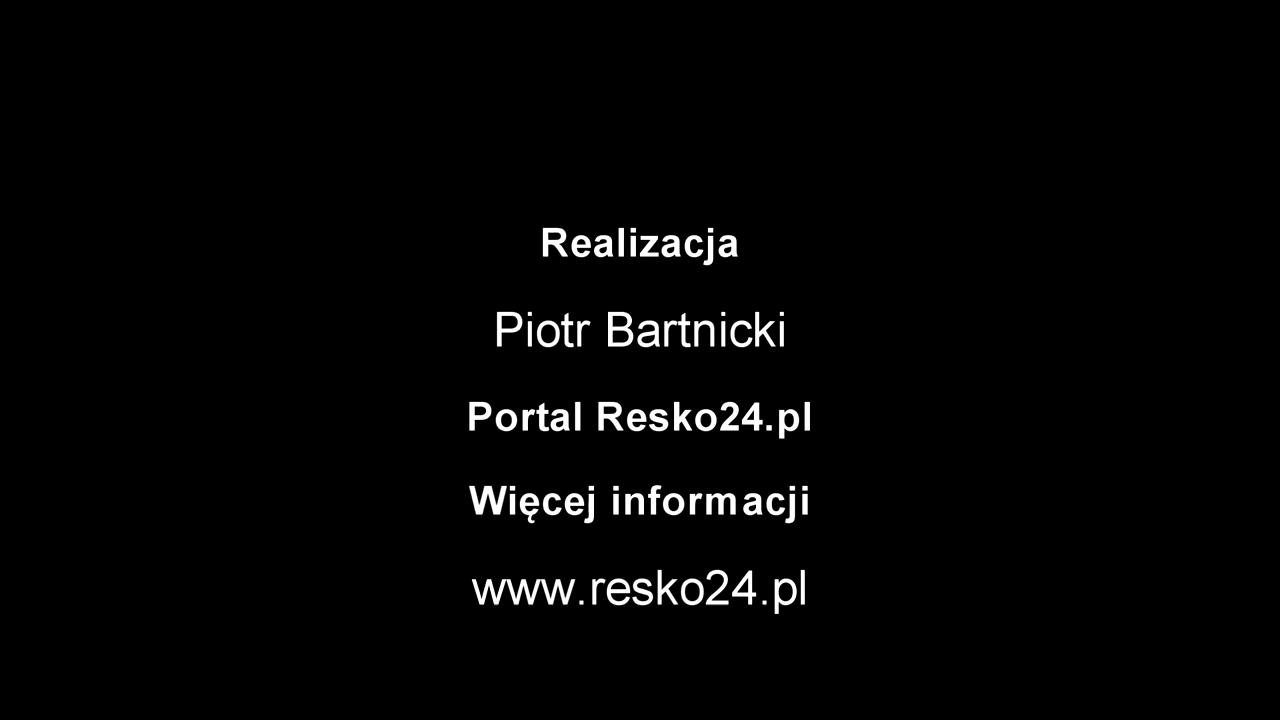 Realizacja
Piotr Bartnicki
Portal Resko24.pl
Więcej informacji
www.resko24.pl